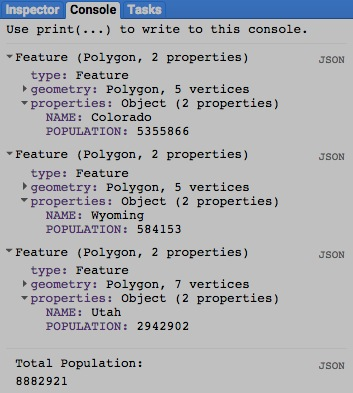 Inspector Console Tasks
Use print(...) to write to this console.
Feature (Polygon, 2 properties) JSON
type: Feature
geometry: Polygon, 5 vertices
properties: Object (2 properties)
NAME: Colorado
POPULATION: 5355866
Feature (Polygon, 2 properties) JSON
type: Feature
geometry: Polygon, 5 vertices
properties: Object (2 properties)
NAME: Wyoming
POPULATION: 584153
Feature (Polygon, 2 properties) JSON
type: Feature
geometry: Polygon, 7 vertices
properties: Object (2 properties)
NAME: Utah
POPULATION: 2942902
Total Population: JSON
8882921